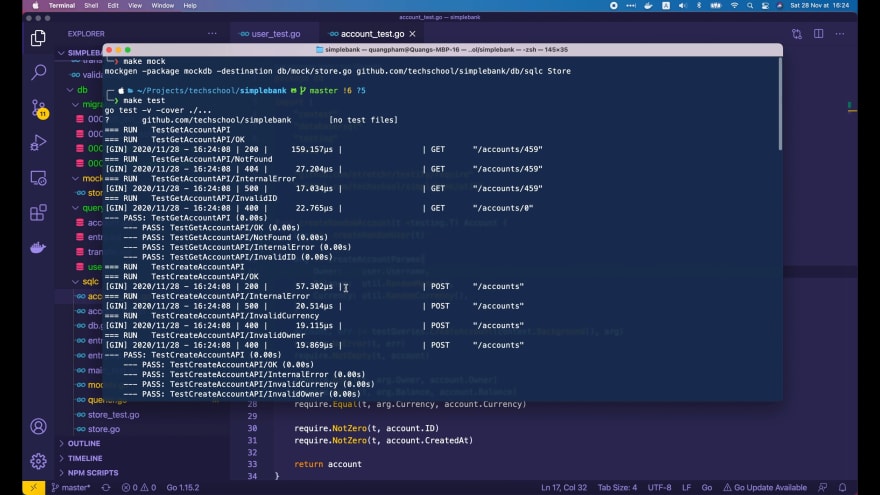 Terminal Shell Edit View Window Help Sat 28 Nov at 16:24
account_test.go — simplebank
EXPLORER
user_test.go
account_test.go
simplebank — quangpham@Quangs-MBP-16 — ..ol/simplebank — -zsh — 145×35
make mock
mockgen -package mockdb -destination db/mock/store.go github.com/techschool/simplebank/db/sqlc Store
~/Projects/techschool/simplebank master !6 ?5
make test
go test -v -cover ./...
? github.com/techschool/simplebank [no test files]
=== RUN TestGetAccountAPI
=== RUN TestGetAccountAPI/OK
[GIN] 2020/11/28 - 16:24:08 | 200 | 159.157µs | | GET "/accounts/459"
=== RUN TestGetAccountAPI/NotFound
[GIN] 2020/11/28 - 16:24:08 | 404 | 27.204µs | | GET "/accounts/459"
=== RUN TestGetAccountAPI/InternalError
[GIN] 2020/11/28 - 16:24:08 | 500 | 17.034µs | | GET "/accounts/459"
=== RUN TestGetAccountAPI/InvalidID
[GIN] 2020/11/28 - 16:24:08 | 400 | 22.765µs | | GET "/accounts/0"
--- PASS: TestGetAccountAPI (0.00s)
--- PASS: TestGetAccountAPI/OK (0.00s)
--- PASS: TestGetAccountAPI/NotFound (0.00s)
--- PASS: TestGetAccountAPI/InternalError (0.00s)
--- PASS: TestGetAccountAPI/InvalidID (0.00s)
=== RUN TestCreateAccountAPI
=== RUN TestCreateAccountAPI/OK
[GIN] 2020/11/28 - 16:24:08 | 200 | 57.302µs | | POST "/accounts"
=== RUN TestCreateAccountAPI/InternalError
[GIN] 2020/11/28 - 16:24:08 | 500 | 20.514µs | | POST "/accounts"
=== RUN TestCreateAccountAPI/InvalidCurrency
[GIN] 2020/11/28 - 16:24:08 | 400 | 19.115µs | | POST "/accounts"
=== RUN TestCreateAccountAPI/InvalidOwner
[GIN] 2020/11/28 - 16:24:08 | 400 | 19.869µs | | POST "/accounts"
--- PASS: TestCreateAccountAPI (0.00s)
--- PASS: TestCreateAccountAPI/OK (0.00s)
--- PASS: TestCreateAccountAPI/InternalError (0.00s)
--- PASS: TestCreateAccountAPI/InvalidCurrency (0.00s)
--- PASS: TestCreateAccountAPI/InvalidOwner (0.00s)
db
sqlc
store_test.go
store.go
OUTLINE
TIMELINE
NPM SCRIPTS
28 require.Equal(t, arg.Currency, account.Currency)
29
30 require.NotZero(t, account.ID)
31 require.NotZero(t, account.CreatedAt)
32
33 return account
34 }
master* 0 0 Go 1.15.2 Ln 17, Col 32 Tab Size: 4 UTF-8 LF Go Go Update Available